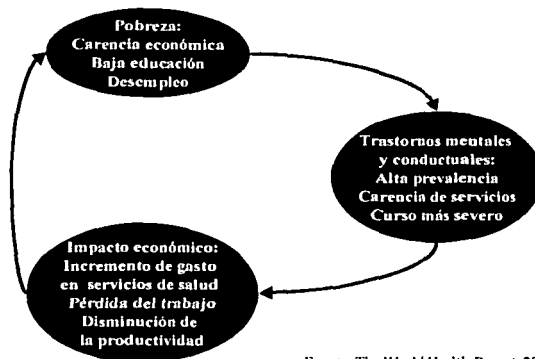 Pobreza:
Carencia económica
Baja educación
Desempleo
Trastornos mentales
y conductuales:
Alta prevalencia
Carencia de servicios
Curso más severo
Impacto económico:
Incremento de gasto
en servicios de salud
Pérdida del trabajo
Disminución de
la productividad